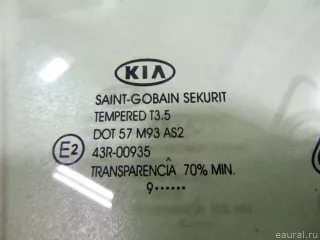 KIA
SAINT-GOBAIN SEKURIT
TEMPERED T3.5
DOT 57 M93 AS2
E2 43R-00935
TRANSPARENCIA 70% MIN.
9······
eaural.ru